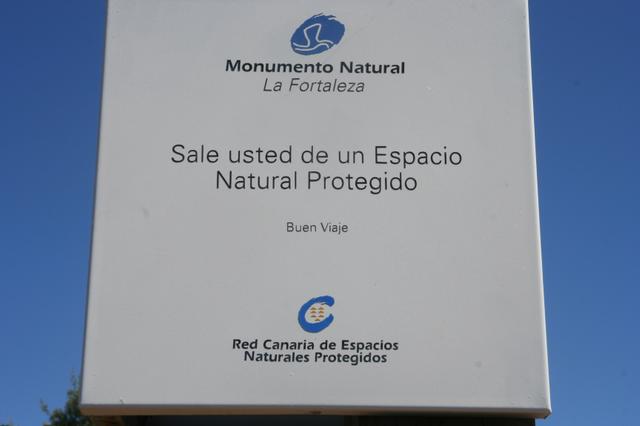 Monumento Natural
La Fortaleza
Sale usted de un Espacio
Natural Protegido
Buen Viaje
Red Canaria de Espacios
Naturales Protegidos